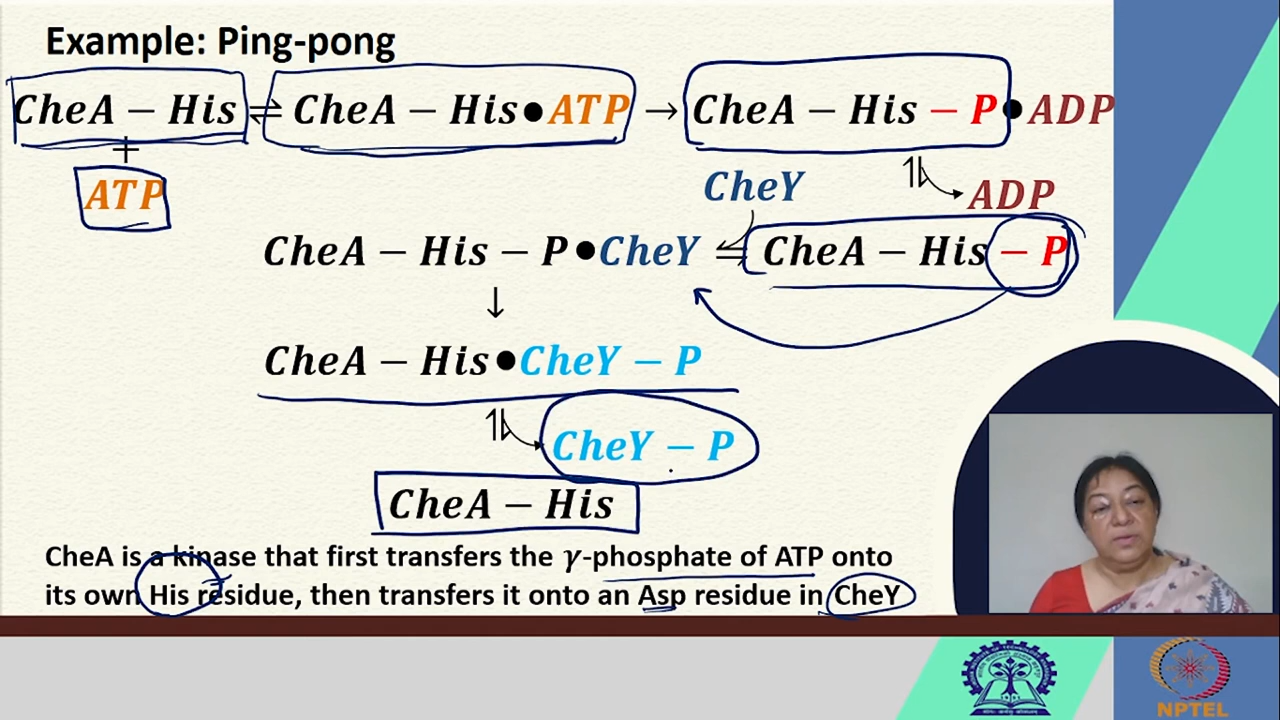 Example: Ping-pong
CheA − His ⇌ CheA − His●ATP → CheA − His − P●ADP
+
ATP
CheY
⇌ ADP
CheA − His − P●CheY ⇌ CheA − His − P
↓
CheA − His●CheY − P
⇌ CheY − P
CheA − His
CheA is a kinase that first transfers the γ-phosphate of ATP onto
its own His residue, then transfers it onto an Asp residue in CheY
NPTEL